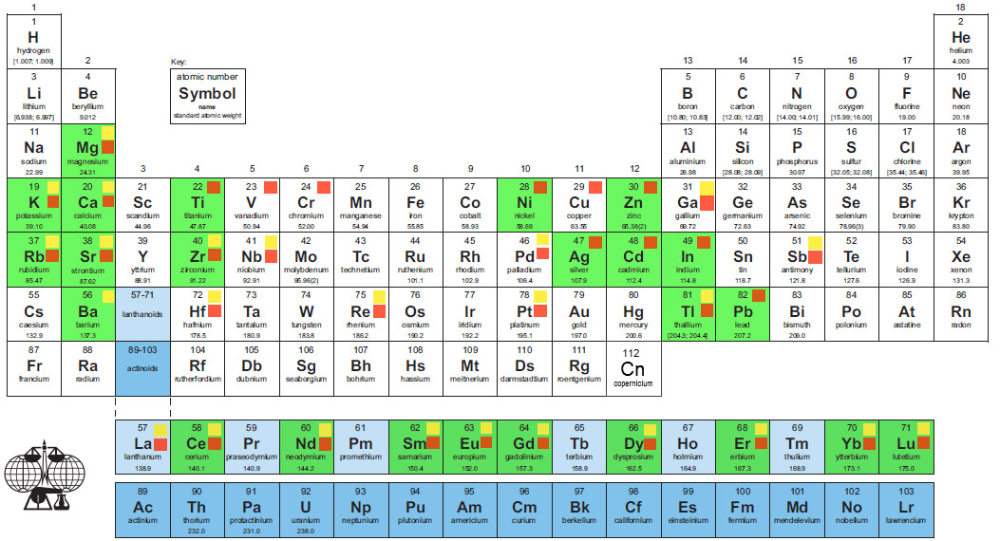 1 18
1 2
H He
hydrogen helium
[1.007; 1.009] 4.003
2 Key: 13 14 15 16 17
3 4 atomic number 5 6 7 8 9 10
Li Be Symbol B C N O F Ne
lithium beryllium name boron carbon nitrogen oxygen fluorine neon
[6.938; 6.997] 9.012 standard atomic weight [10.80; 10.83] [12.00; 12.02] [14.00; 14.01] [15.99; 16.00] 19.00 20.18
11 12 13 14 15 16 17 18
Na Mg Al Si P S Cl Ar
sodium magnesium aluminium silicon phosphorus sulfur chlorine argon
22.99 24.31 26.98 [28.08; 28.09] 30.97 [32.05; 32.08] [35.44; 35.46] 39.95
3 4 5 6 7 8 9 10 11 12
19 20 21 22 23 24 25 26 27 28 29 30 31 32 33 34 35 36
K Ca Sc Ti V Cr Mn Fe Co Ni Cu Zn Ga Ge As Se Br Kr
potassium calcium scandium titanium vanadium chromium manganese iron cobalt nickel copper zinc gallium germanium arsenic selenium bromine krypton
39.10 40.08 44.96 47.87 50.94 52.00 54.94 55.85 58.93 58.69 63.55 65.38(2) 69.72 72.63 74.92 78.96(3) 79.90 83.80
37 38 39 40 41 42 43 44 45 46 47 48 49 50 51 52 53 54
Rb Sr Y Zr Nb Mo Tc Ru Rh Pd Ag Cd In Sn Sb Te I Xe
rubidium strontium yttrium zirconium niobium molybdenum technetium ruthenium rhodium palladium silver cadmium indium tin antimony tellurium iodine xenon
85.47 87.62 88.91 91.22 92.91 95.96(2) 101.1 102.9 106.4 107.9 112.4 114.8 118.7 121.8 127.6 126.9 131.3
55 56 57-71 72 73 74 75 76 77 78 79 80 81 82 83 84 85 86
Cs Ba Hf Ta W Re Os Ir Pt Au Hg Tl Pb Bi Po At Rn
caesium barium lanthanoids hafnium tantalum tungsten rhenium osmium iridium platinum gold mercury thallium lead bismuth polonium astatine radon
132.9 137.3 178.5 180.9 183.8 186.2 190.2 192.2 195.1 197.0 200.6 [204.3; 204.4] 207.2 209.0
87 88 89-103 104 105 106 107 108 109 110 111 112
Fr Ra Rf Db Sg Bh Hs Mt Ds Rg Cn
francium radium actinoids rutherfordium dubnium seaborgium bohrium hassium meitnerium darmstadtium roentgenium copernicium
57 58 59 60 61 62 63 64 65 66 67 68 69 70 71
La Ce Pr Nd Pm Sm Eu Gd Tb Dy Ho Er Tm Yb Lu
lanthanum cerium praseodymium neodymium promethium samarium europium gadolinium terbium dysprosium holmium erbium thulium ytterbium lutetium
138.9 140.1 140.9 144.2 150.4 152.0 157.3 158.9 162.5 164.9 167.3 168.9 173.1 175.0
89 90 91 92 93 94 95 96 97 98 99 100 101 102 103
Ac Th Pa U Np Pu Am Cm Bk Cf Es Fm Md No Lr
actinium thorium protactinium uranium neptunium plutonium americium curium berkelium californium einsteinium fermium mendelevium nobelium lawrencium
232.0 231.0 238.0